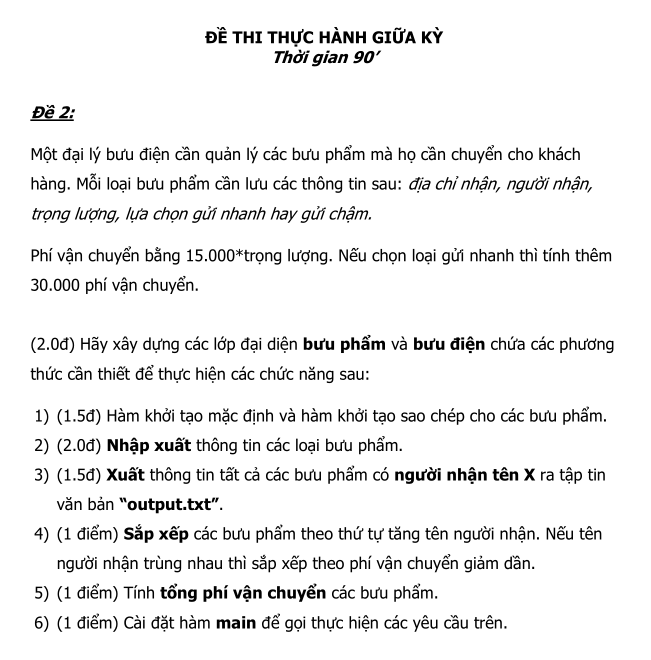 ĐỀ THI THỰC HÀNH GIỮA KỲ
Thời gian 90’
Đề 2:
Một đại lý bưu điện cần quản lý các bưu phẩm mà họ cần chuyển cho khách
hàng. Mỗi loại bưu phẩm cần lưu các thông tin sau: địa chỉ nhận, người nhận,
trọng lượng, lựa chọn gửi nhanh hay gửi chậm.
Phí vận chuyển bằng 15.000*trọng lượng. Nếu chọn loại gửi nhanh thì tính thêm
30.000 phí vận chuyển.
(2.0đ) Hãy xây dựng các lớp đại diện bưu phẩm và bưu điện chứa các phương
thức cần thiết để thực hiện các chức năng sau:
1) (1.5đ) Hàm khởi tạo mặc định và hàm khởi tạo sao chép cho các bưu phẩm.
2) (2.0đ) Nhập xuất thông tin các loại bưu phẩm.
3) (1.5đ) Xuất thông tin tất cả các bưu phẩm có người nhận tên X ra tập tin
văn bản “output.txt”.
4) (1 điểm) Sắp xếp các bưu phẩm theo thứ tự tăng tên người nhận. Nếu tên
người nhận trùng nhau thì sắp xếp theo phí vận chuyển giảm dần.
5) (1 điểm) Tính tổng phí vận chuyển các bưu phẩm.
6) (1 điểm) Cài đặt hàm main để gọi thực hiện các yêu cầu trên.